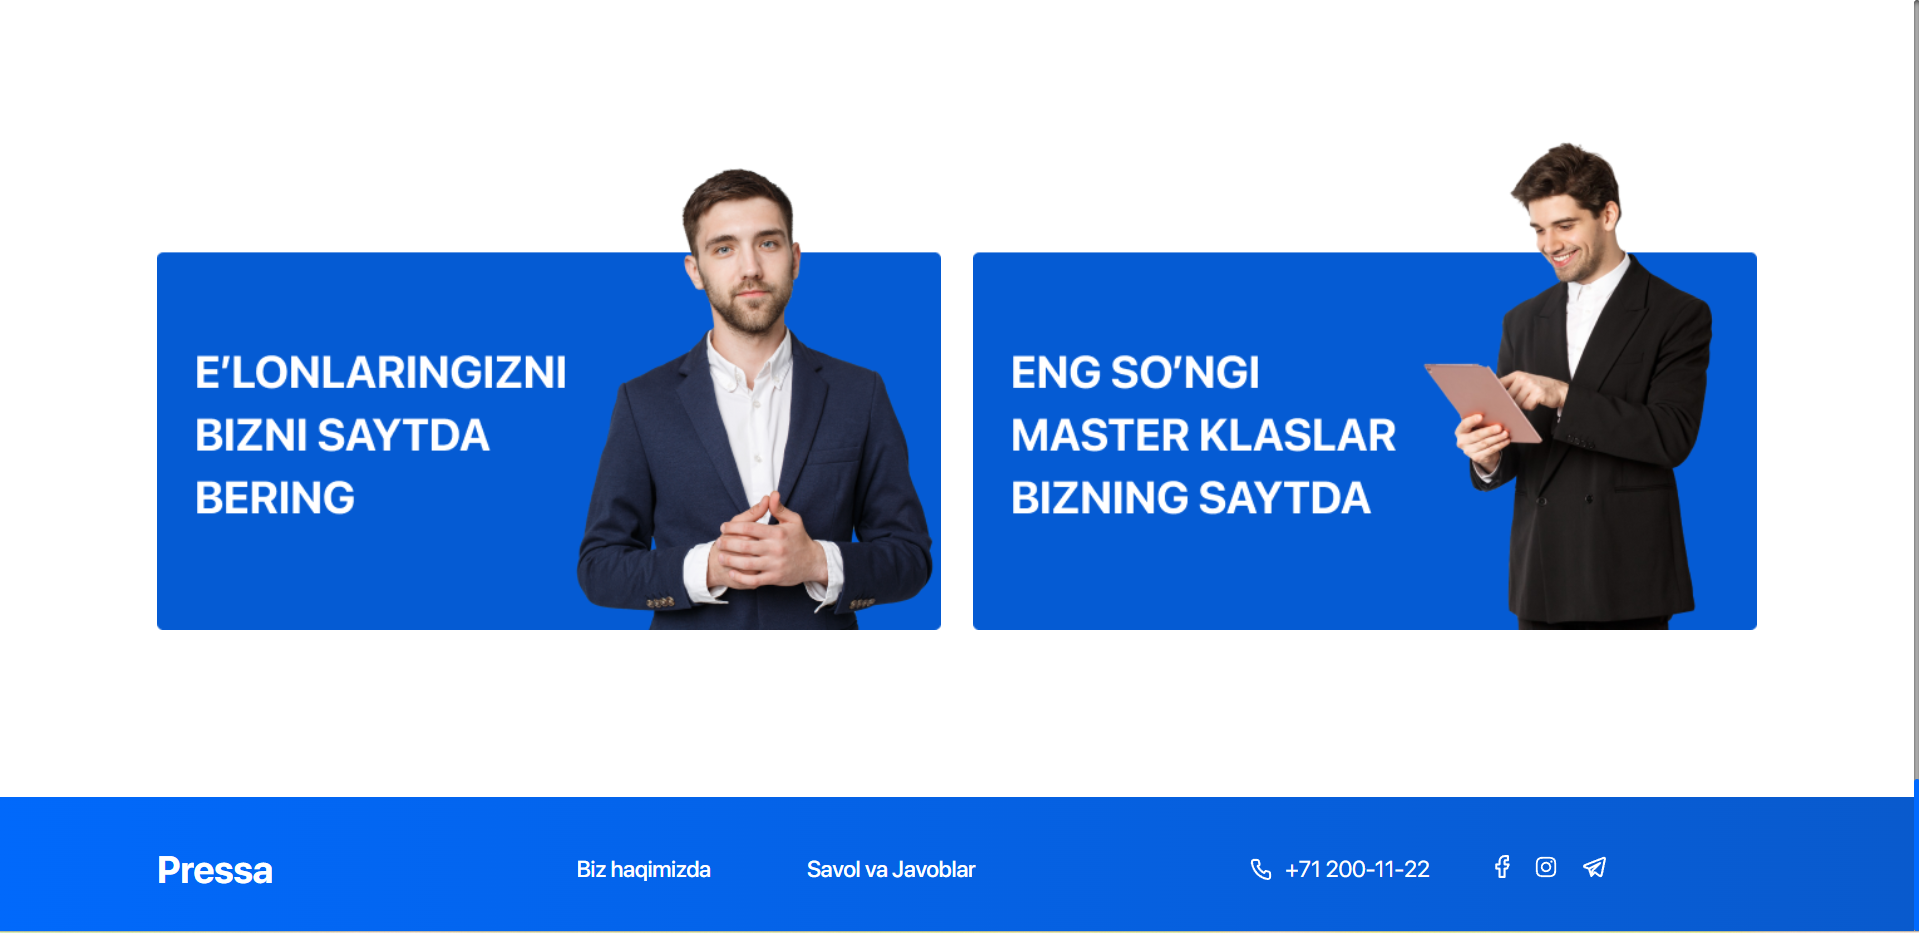 E’LONLARINGIZNI
BIZNI SAYTDA
BERING
ENG SO’NGI
MASTER KLASLAR
BIZNING SAYTDA
Pressa
Biz haqimizda
Savol va Javoblar
+71 200-11-22